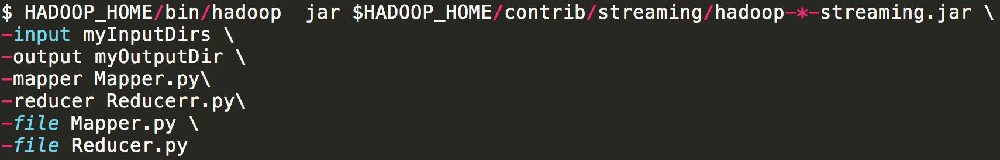 $ HADOOP_HOME/bin/hadoop  jar $HADOOP_HOME/contrib/streaming/hadoop-*-streaming.jar \
-input myInputDirs \
-output myOutputDir \
-mapper Mapper.py\
-reducer Reducerr.py\
-file Mapper.py \
-file Reducer.py